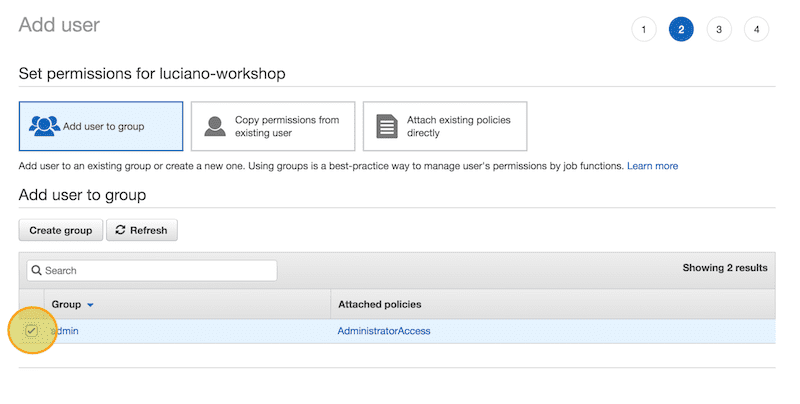 Add user
1 2 3 4
Set permissions for luciano-workshop
Add user to group
Copy permissions from
existing user
Attach existing policies
directly
Add user to an existing group or create a new one. Using groups is a best-practice way to manage user's permissions by job functions. Learn more
Add user to group
Create group Refresh
Search Showing 2 results
Group Attached policies
admin AdministratorAccess